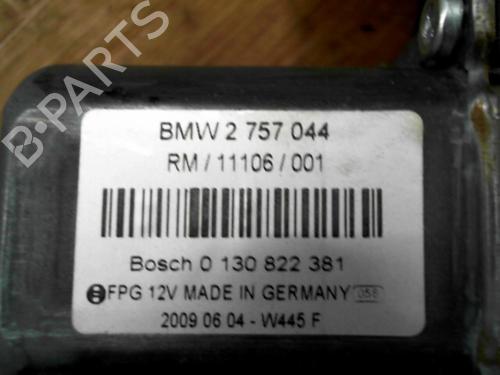 BMW 2 757 044
RM / 11106 / 001
Bosch 0 130 822 381
FPG 12V MADE IN GERMANY 058
2009 06 04 - W445 F
B-PARTS